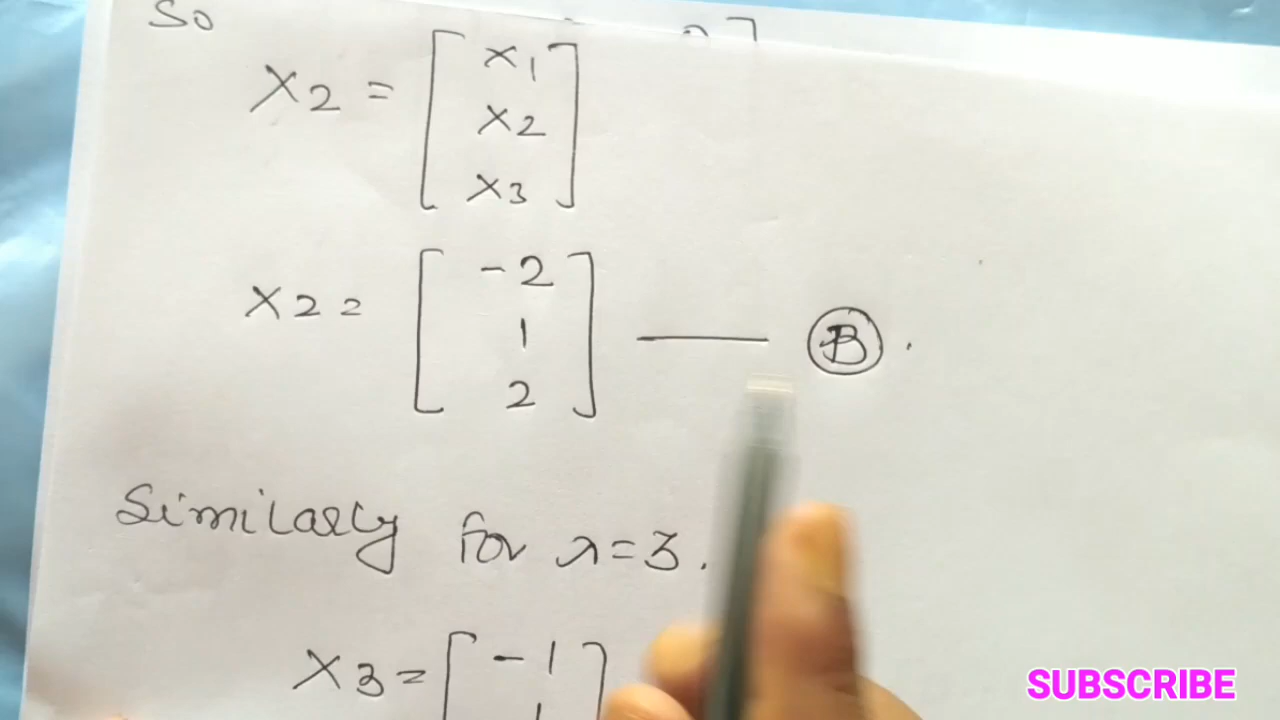 So
X2 = [ x1
x2
x3 ]
X2 = [ -2
1
2 ] — B .
Similarly for λ=3.
X3 = [ -1
SUBSCRIBE